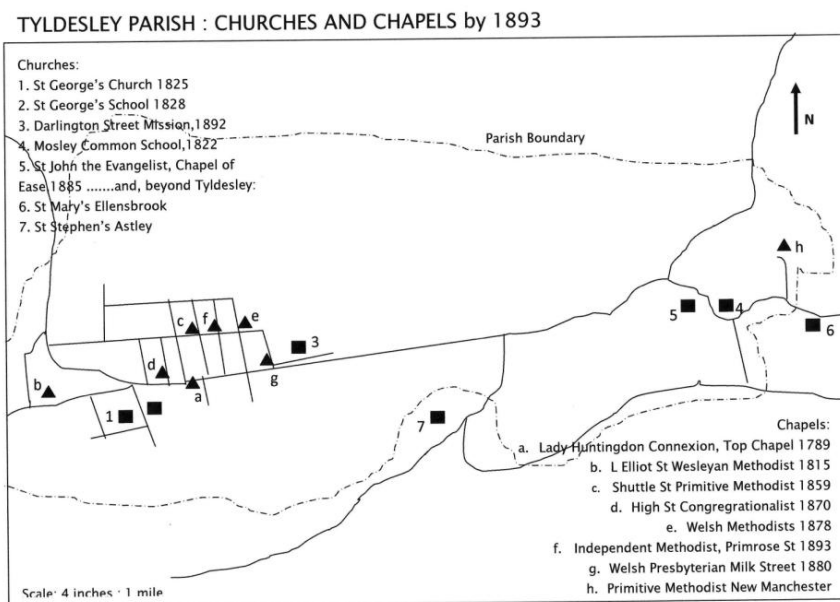 TYLDESLEY PARISH : CHURCHES AND CHAPELS by 1893
Churches:
1. St George's Church 1825
2. St George's School 1828
3. Darlington Street Mission,1892
4. Mosley Common School,1822
5. St John the Evangelist, Chapel of
Ease 1885 .......and, beyond Tyldesley:
6. St Mary's Ellensbrook
7. St Stephen's Astley
Parish Boundary
N
h
e
f
c
3
4
5
6
d
g
b
a
1
7
Chapels:
a. Lady Huntingdon Connexion, Top Chapel 1789
b. L Elliot St Wesleyan Methodist 1815
c. Shuttle St Primitive Methodist 1859
d. High St Congregrationalist 1870
e. Welsh Methodists 1878
f. Independent Methodist, Primrose St 1893
g. Welsh Presbyterian Milk Street 1880
h. Primitive Methodist New Manchester
Scale: 4 inches : 1 mile